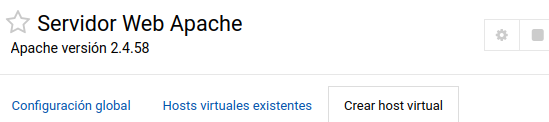 Servidor Web Apache
Apache versión 2.4.58
Configuración global Hosts virtuales existentes Crear host virtual